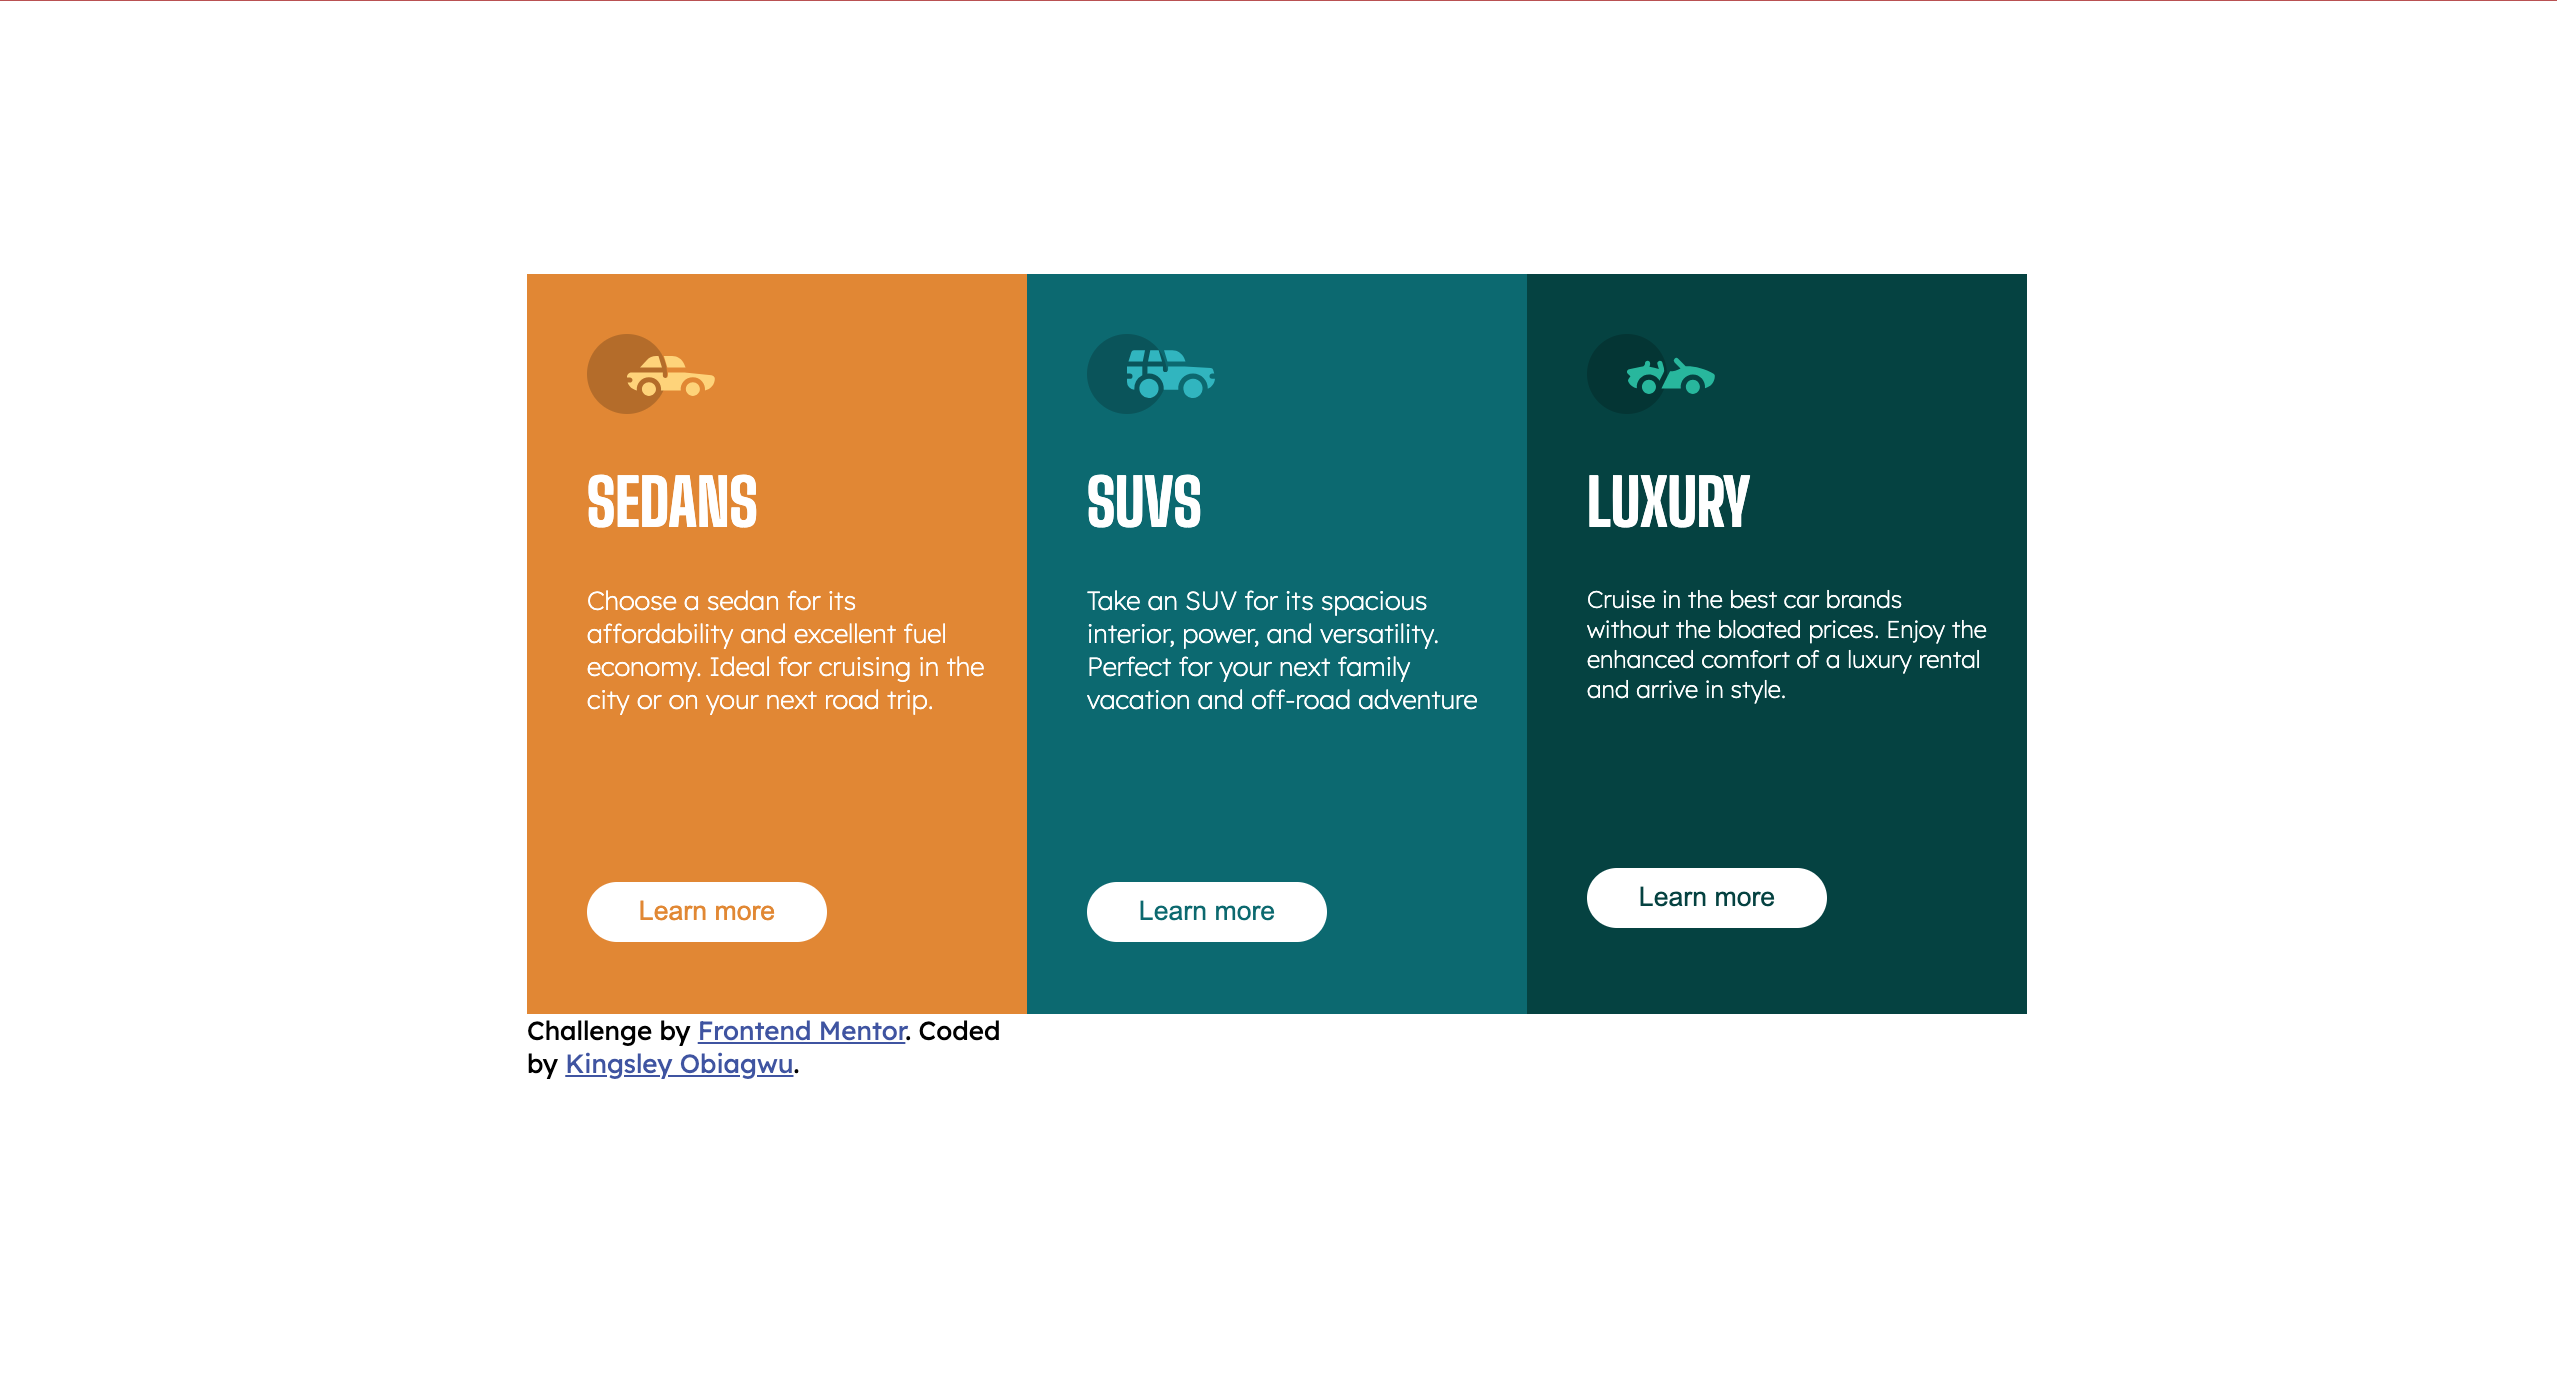 SEDANS
Choose a sedan for its
affordability and excellent fuel
economy. Ideal for cruising in the
city or on your next road trip.
Learn more
SUVS
Take an SUV for its spacious
interior, power, and versatility.
Perfect for your next family
vacation and off-road adventure
Learn more
LUXURY
Cruise in the best car brands
without the bloated prices. Enjoy the
enhanced comfort of a luxury rental
and arrive in style.
Learn more
Challenge by Frontend Mentor. Coded
by Kingsley Obiagwu.